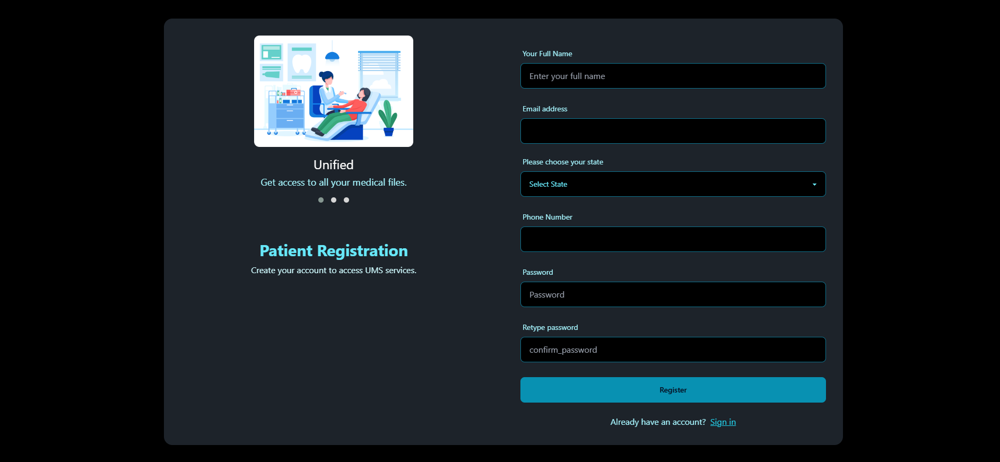 Unified
Get access to all your medical files.
Patient Registration
Create your account to access UMS services.
Your Full Name
Enter your full name
Email address
Please choose your state
Select State
Phone Number
Password
Password
Retype password
confirm_password
Register
Already have an account? Sign in